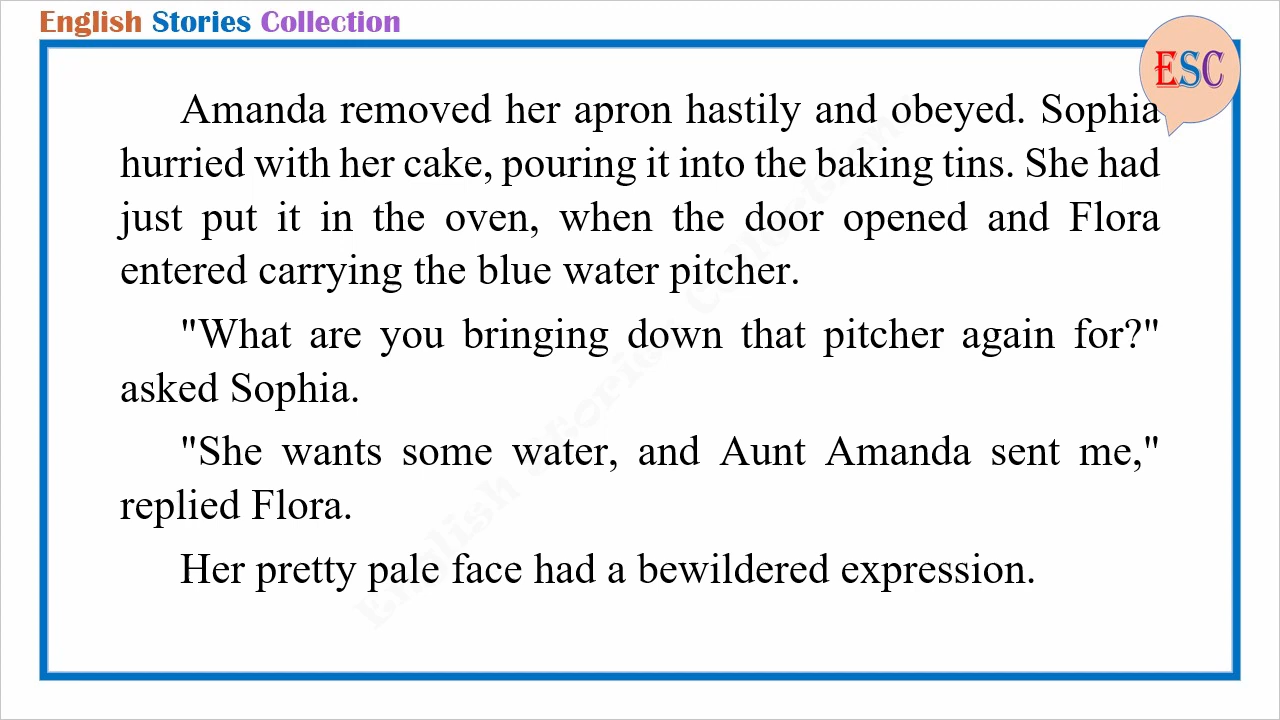 English Stories Collection
ESC
Amanda removed her apron hastily and obeyed. Sophia
hurried with her cake, pouring it into the baking tins. She had
just put it in the oven, when the door opened and Flora
entered carrying the blue water pitcher.
"What are you bringing down that pitcher again for?"
asked Sophia.
"She wants some water, and Aunt Amanda sent me,"
replied Flora.
Her pretty pale face had a bewildered expression.
English Stories Collection